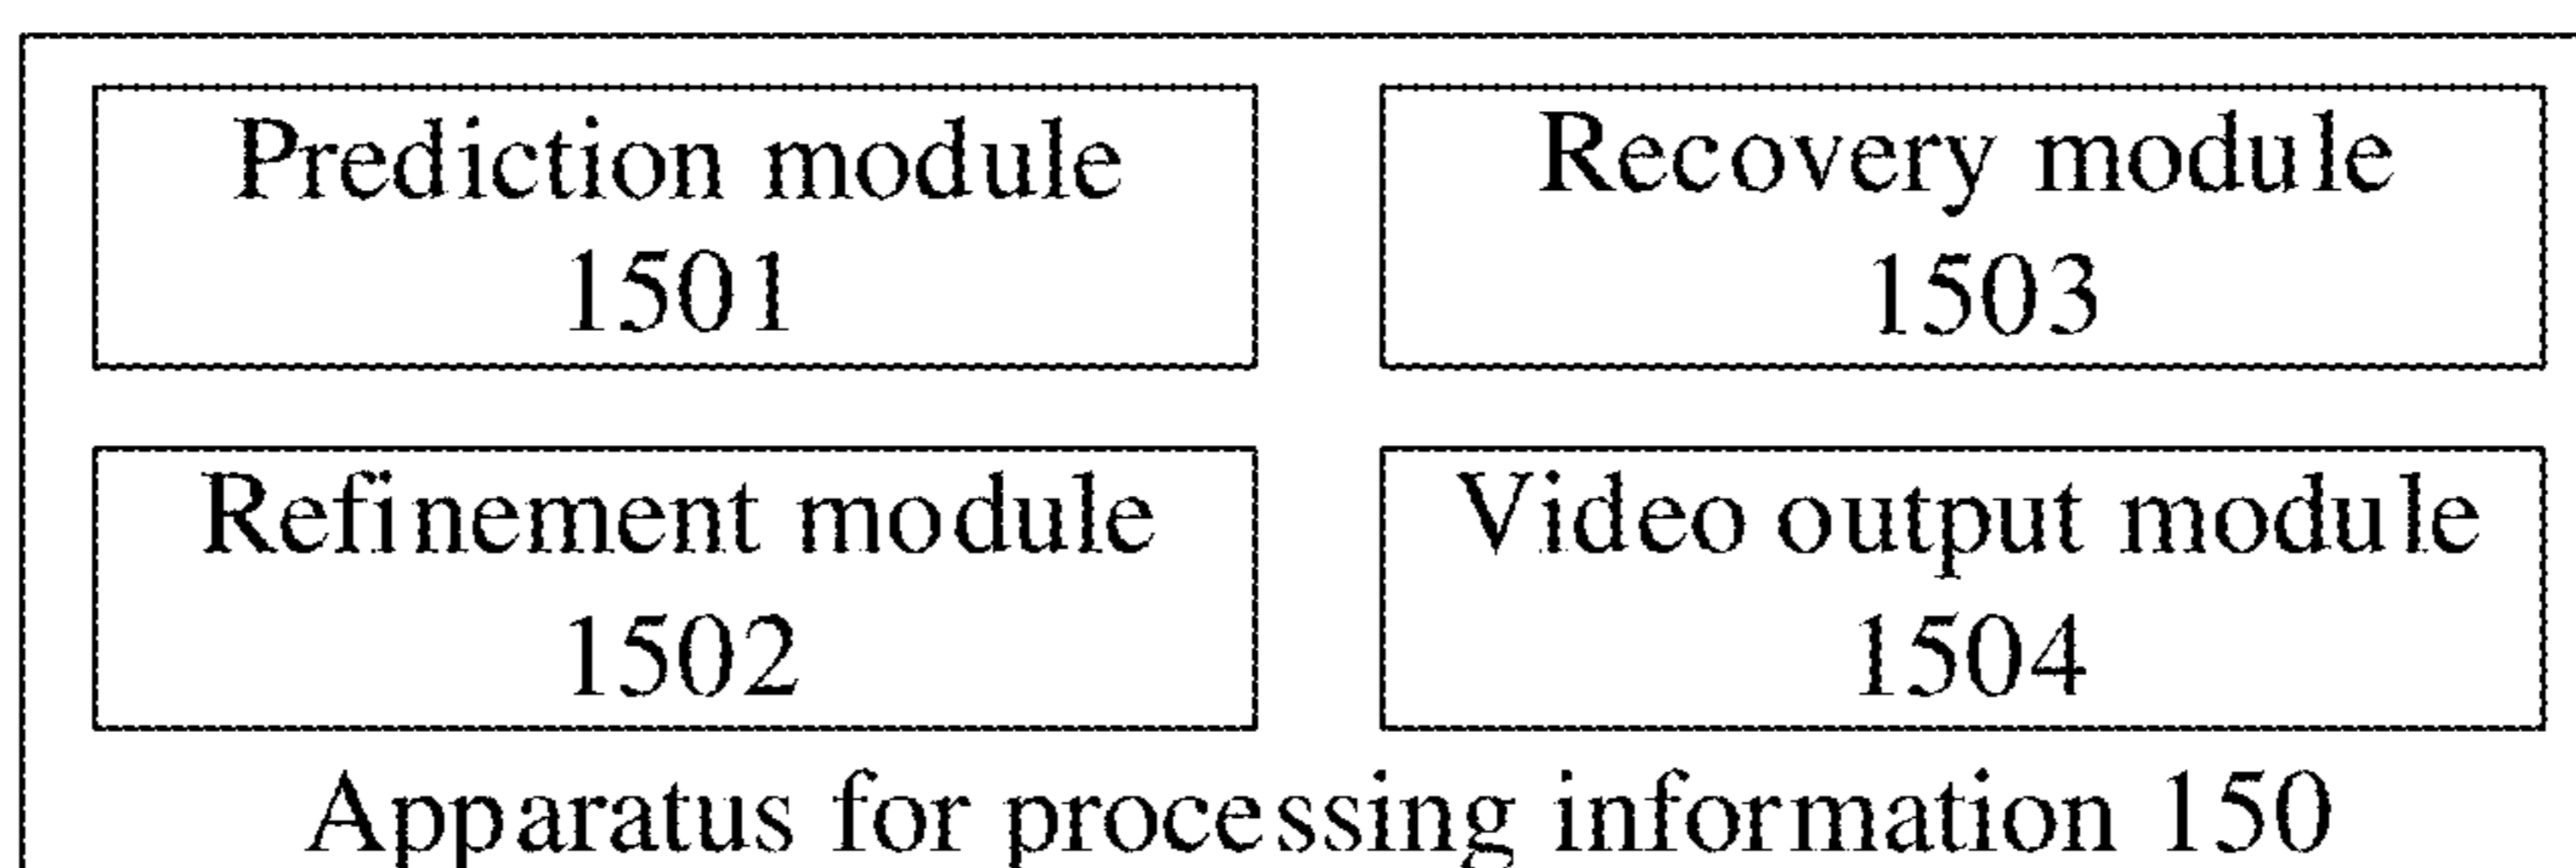 Prediction module
1501
Recovery module
1503
Refinement module
1502
Video output module
1504
Apparatus for processing information 150